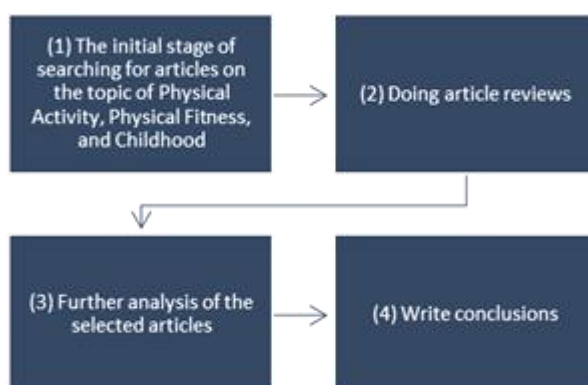 (1) The initial stage of
searching for articles on
the topic of Physical
Activity, Physical Fitness,
and Childhood
(2) Doing article reviews
(3) Further analysis of the
selected articles
(4) Write conclusions